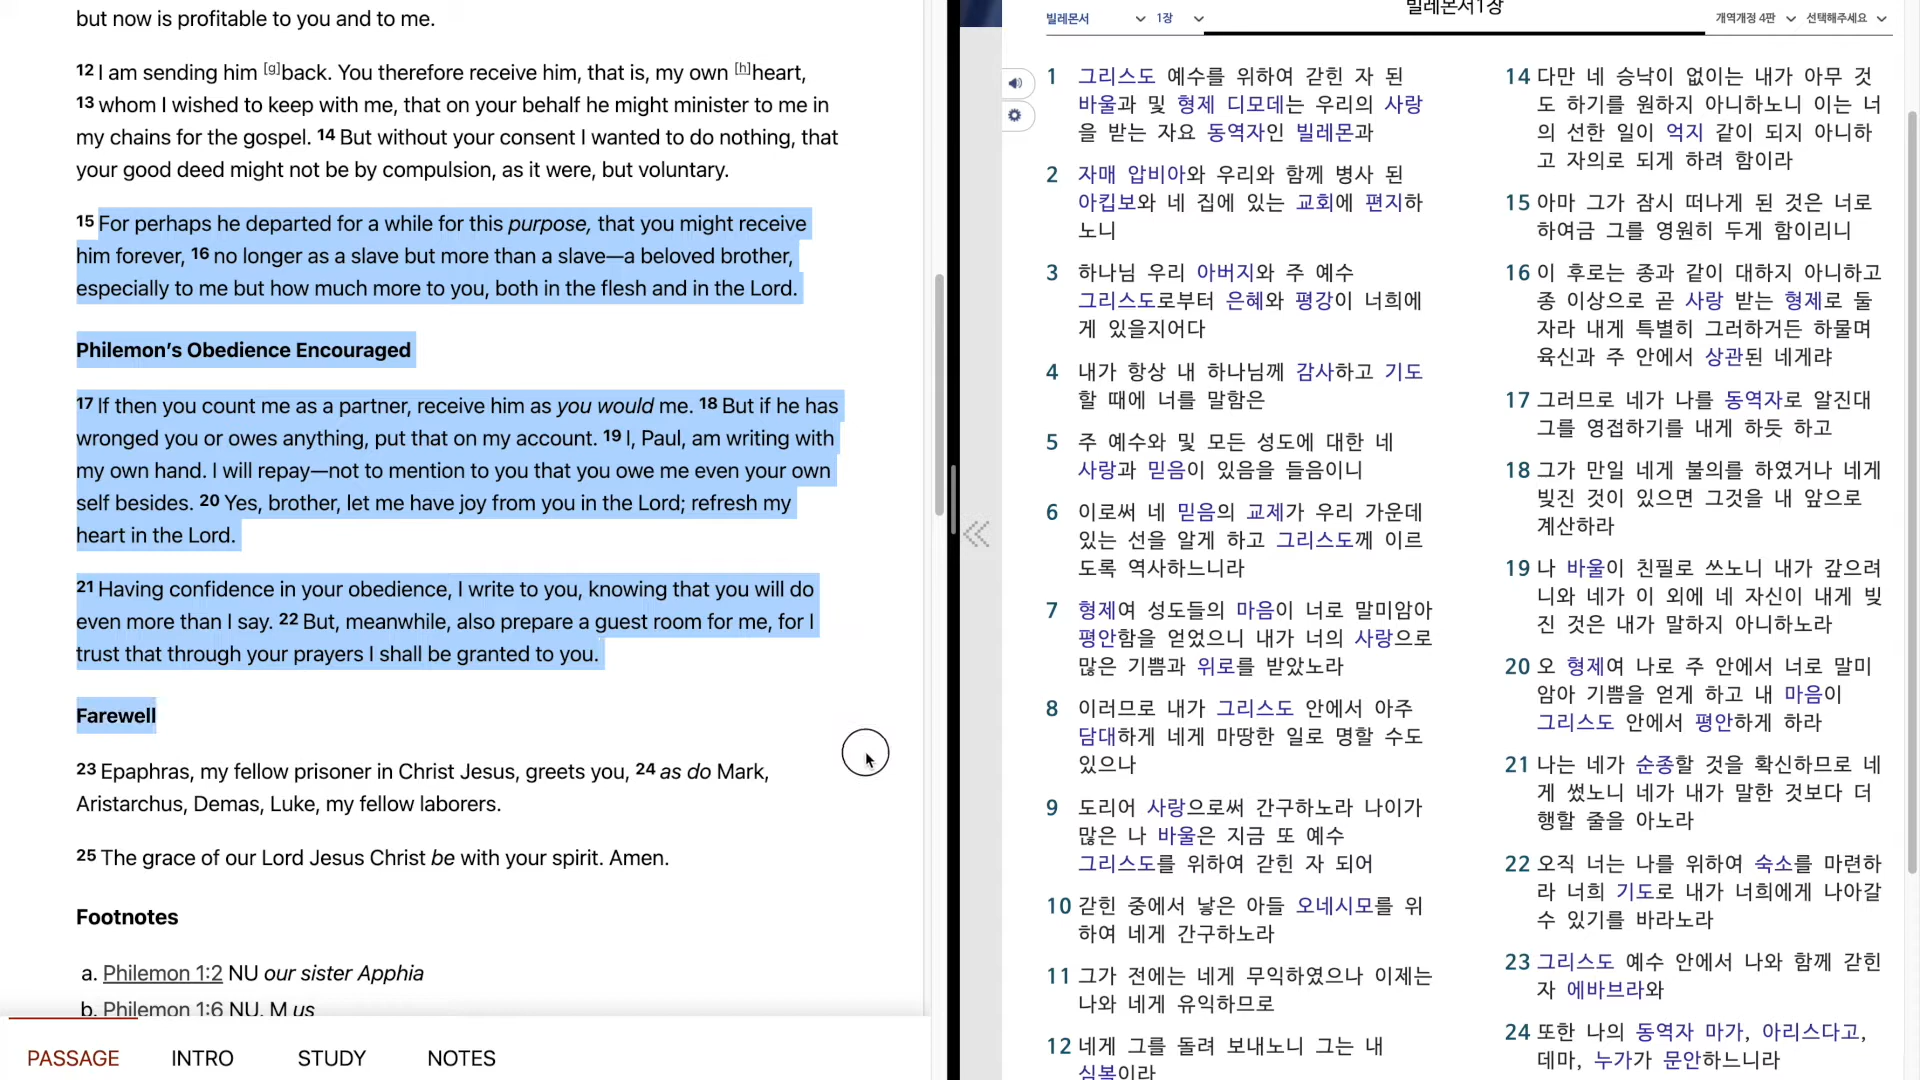 but now is profitable to you and to me.
12 I am sending him [g]back. You therefore receive him, that is, my own [h]heart,
13 whom I wished to keep with me, that on your behalf he might minister to me in
my chains for the gospel. 14 But without your consent I wanted to do nothing, that
your good deed might not be by compulsion, as it were, but voluntary.
15 For perhaps he departed for a while for this purpose, that you might receive
him forever, 16 no longer as a slave but more than a slave—a beloved brother,
especially to me but how much more to you, both in the flesh and in the Lord.
Philemon’s Obedience Encouraged
17 If then you count me as a partner, receive him as you would me. 18 But if he has
wronged you or owes anything, put that on my account. 19 I, Paul, am writing with
my own hand. I will repay—not to mention to you that you owe me even your own
self besides. 20 Yes, brother, let me have joy from you in the Lord; refresh my
heart in the Lord.
21 Having confidence in your obedience, I write to you, knowing that you will do
even more than I say. 22 But, meanwhile, also prepare a guest room for me, for I
trust that through your prayers I shall be granted to you.
Farewell
23 Epaphras, my fellow prisoner in Christ Jesus, greets you, 24 as do Mark,
Aristarchus, Demas, Luke, my fellow laborers.
25 The grace of our Lord Jesus Christ be with your spirit. Amen.
Footnotes
a. Philemon 1:2 NU our sister Apphia
b. Philemon 1:6 NU, M us
PASSAGE INTRO STUDY NOTES
빌레몬서 1장 빌레몬서1장 개역개정 4판 선택해주세요
1 그리스도 예수를 위하여 갇힌 자 된
바울과 및 형제 디모데는 우리의 사랑
을 받는 자요 동역자인 빌레몬과
2 자매 압비아와 우리와 함께 병사 된
아킵보와 네 집에 있는 교회에 편지하
노니
3 하나님 우리 아버지와 주 예수
그리스도로부터 은혜와 평강이 너희에
게 있을지어다
4 내가 항상 내 하나님께 감사하고 기도
할 때에 너를 말함은
5 주 예수와 및 모든 성도에 대한 네
사랑과 믿음이 있음을 들음이니
6 이로써 네 믿음의 교제가 우리 가운데
있는 선을 알게 하고 그리스도께 이르
도록 역사하느니라
7 형제여 성도들의 마음이 너로 말미암아
평안함을 얻었으니 내가 너의 사랑으로
많은 기쁨과 위로를 받았노라
8 이러므로 내가 그리스도 안에서 아주
담대하게 네게 마땅한 일로 명할 수도
있으나
9 도리어 사랑으로써 간구하노라 나이가
많은 나 바울은 지금 또 예수
그리스도를 위하여 갇힌 자 되어
10 갇힌 중에서 낳은 아들 오네시모를 위
하여 네게 간구하노라
11 그가 전에는 네게 무익하였으나 이제는
나와 네게 유익하므로
12 네게 그를 돌려 보내노니 그는 내
심복이라
14 다만 네 승낙이 없이는 내가 아무 것
도 하기를 원하지 아니하노니 이는 너
의 선한 일이 억지 같이 되지 아니하
고 자의로 되게 하려 함이라
15 아마 그가 잠시 떠나게 된 것은 너로
하여금 그를 영원히 두게 함이리니
16 이 후로는 종과 같이 대하지 아니하고
종 이상으로 곧 사랑 받는 형제로 둘
자라 내게 특별히 그러하거든 하물며
육신과 주 안에서 상관된 네게랴
17 그러므로 네가 나를 동역자로 알진대
그를 영접하기를 내게 하듯 하고
18 그가 만일 네게 불의를 하였거나 네게
빚진 것이 있으면 그것을 내 앞으로
계산하라
19 나 바울이 친필로 쓰노니 내가 갚으려
니와 네가 이 외에 네 자신이 내게 빚
진 것은 내가 말하지 아니하노라
20 오 형제여 나로 주 안에서 너로 말미
암아 기쁨을 얻게 하고 내 마음이
그리스도 안에서 평안하게 하라
21 나는 네가 순종할 것을 확신하므로 네
게 썼노니 네가 내가 말한 것보다 더
행할 줄을 아노라
22 오직 너는 나를 위하여 숙소를 마련하
라 너희 기도로 내가 너희에게 나아갈
수 있기를 바라노라
23 그리스도 예수 안에서 나와 함께 갇힌
자 에바브라와
24 또한 나의 동역자 마가, 아리스다고,
데마, 누가가 문안하느니라